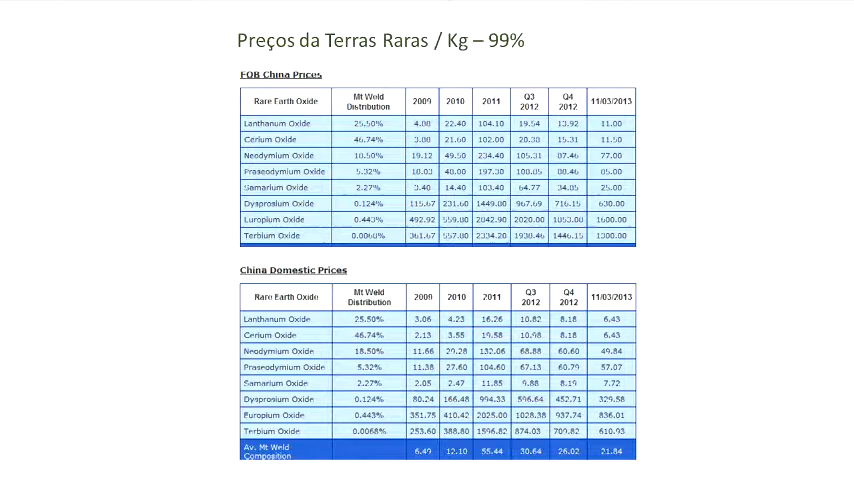 Preços da Terras Raras / Kg – 99%
FOB China Prices
Rare Earth Oxide Mt Weld Distribution 2009 2010 2011 Q3 2012 Q4 2012 11/03/2013
Lanthanum Oxide 25.50% 4.88 22.40 104.10 19.54 13.92 11.00
Cerium Oxide 46.74% 3.88 21.60 102.00 20.38 15.31 11.50
Neodymium Oxide 18.50% 19.12 49.50 234.40 105.31 87.46 77.00
Praseodymium Oxide 5.32% 18.03 48.00 197.30 108.85 88.46 85.00
Samarium Oxide 2.27% 3.40 14.40 103.40 64.77 34.85 25.00
Dysprosium Oxide 0.124% 115.67 231.60 1449.00 967.69 716.15 630.00
Europium Oxide 0.443% 492.92 559.80 2842.90 2020.00 1600.00
Terbium Oxide 0.0068% 361.67 557.80 2334.20 1938.46 1446.15 1300.00
China Domestic Prices
Rare Earth Oxide Mt Weld Distribution 2009 2010 2011 Q3 2012 Q4 2012 11/03/2013
Lanthanum Oxide 25.50% 3.06 4.23 16.26 10.82 8.18 6.43
Cerium Oxide 46.74% 2.13 3.55 19.58 10.98 8.18 6.43
Neodymium Oxide 18.50% 11.66 29.28 132.06 68.88 60.60 49.84
Praseodymium Oxide 5.32% 11.38 27.60 104.60 67.13 60.79 57.07
Samarium Oxide 2.27% 2.05 2.47 11.85 9.88 8.19 7.72
Dysprosium Oxide 0.124% 80.24 166.48 994.33 596.64 452.71 329.58
Europium Oxide 0.443% 351.75 410.42 2025.00 1028.38 937.74 836.01
Terbium Oxide 0.0068% 253.60 388.80 1596.82 874.03 709.82 610.93
Av. Mt Weld
Composition 6.49 12.10 55.44 30.64 26.02 21.84